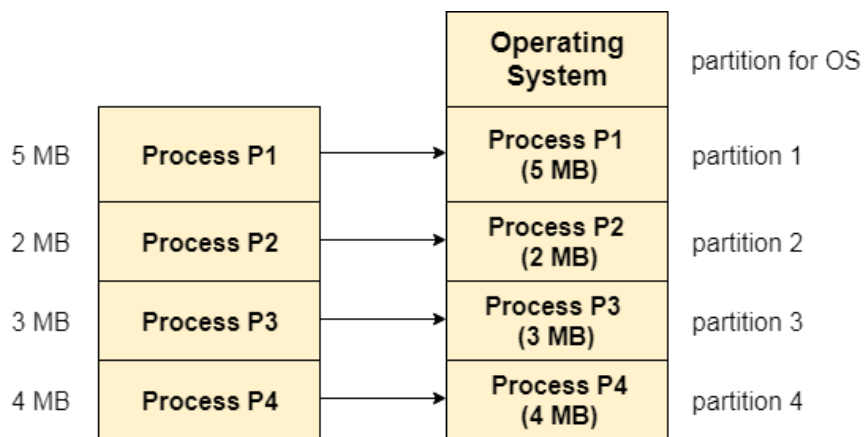 Operating
System
partition for OS
5 MB
Process P1
Process P1
(5 MB)
partition 1
2 MB
Process P2
Process P2
(2 MB)
partition 2
3 MB
Process P3
Process P3
(3 MB)
partition 3
4 MB
Process P4
Process P4
(4 MB)
partition 4